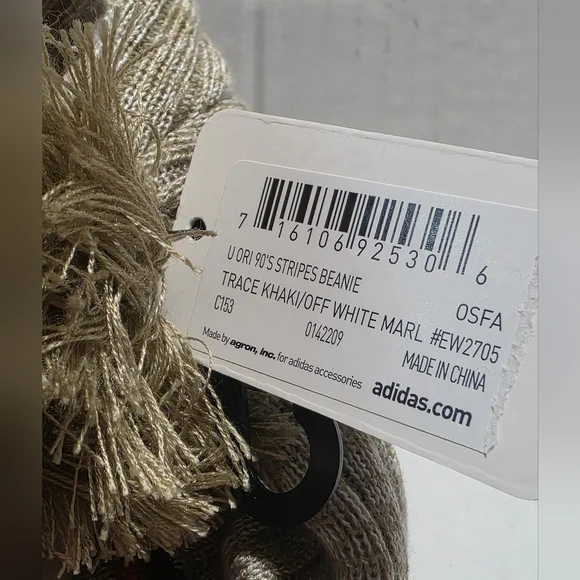 7 16106 92530 6
U ORI 90'S STRIPES BEANIE
OSFA
TRACE KHAKI/OFF WHITE MARL #EW2705
C153 0142209 MADE IN CHINA
Made by agron, inc. for adidas accessories
adidas.com